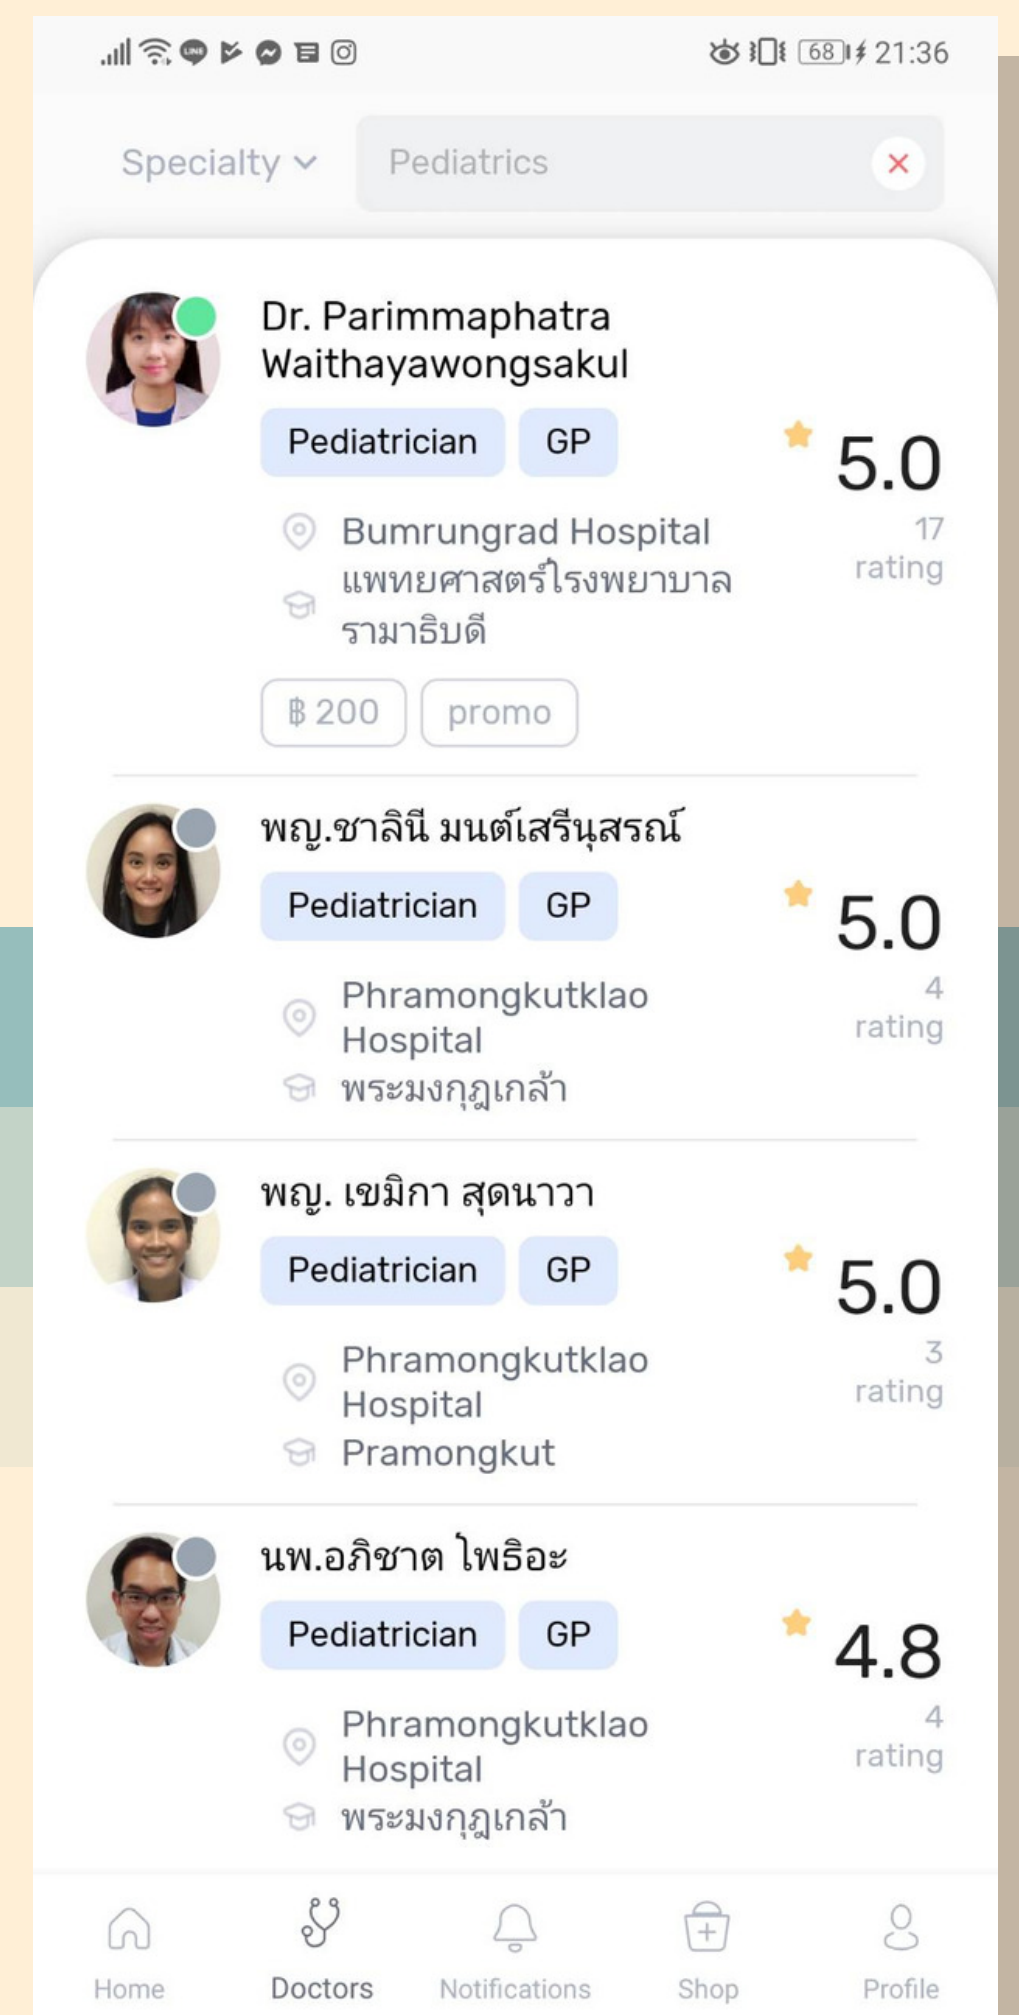 LINE
68
21:36
Specialty
Pediatrics
Dr. Parimmaphatra
Waithayawongsakul
Pediatrician GP
5.0
Bumrungrad Hospital
17
rating
แพทยศาสตร์โรงพยาบาล
รามาธิบดี
฿ 200 promo
พญ.ชาลินี มนต์เสรีนุสรณ์
Pediatrician GP
5.0
Phramongkutklao
Hospital
4
rating
พระมงกุฎเกล้า
พญ. เขมิกา สุดนาวา
Pediatrician GP
5.0
Phramongkutklao
Hospital
3
rating
Pramongkut
นพ.อภิชาต โพธิอะ
Pediatrician GP
4.8
Phramongkutklao
Hospital
4
rating
พระมงกุฎเกล้า
Home Doctors Notifications Shop Profile